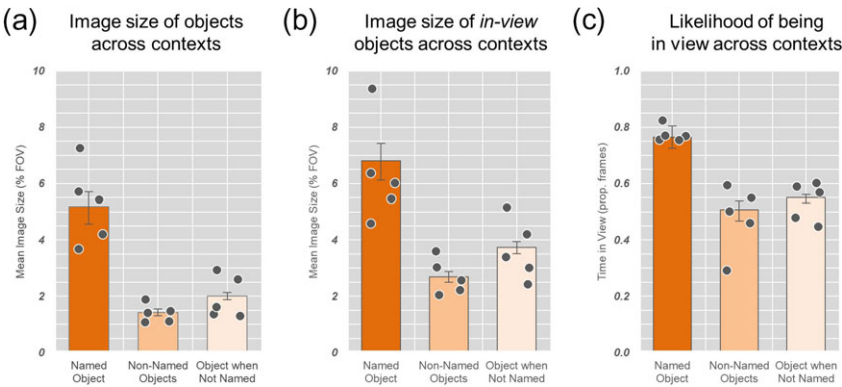 (a)
Image size of objects
across contexts
Mean Image Size (% FOV)
10
8
6
4
2
0
Named
Object
Non-Named
Objects
Object when
Not Named
(b)
Image size of in-view
objects across contexts
Mean Image Size (% FOV)
10
8
6
4
2
0
Named
Object
Non-Named
Objects
Object when
Not Named
(c)
Likelihood of being
in view across contexts
Time in View (prop. frames)
1.0
0.8
0.6
0.4
0.2
0.0
Named
Object
Non-Named
Objects
Object when
Not Named